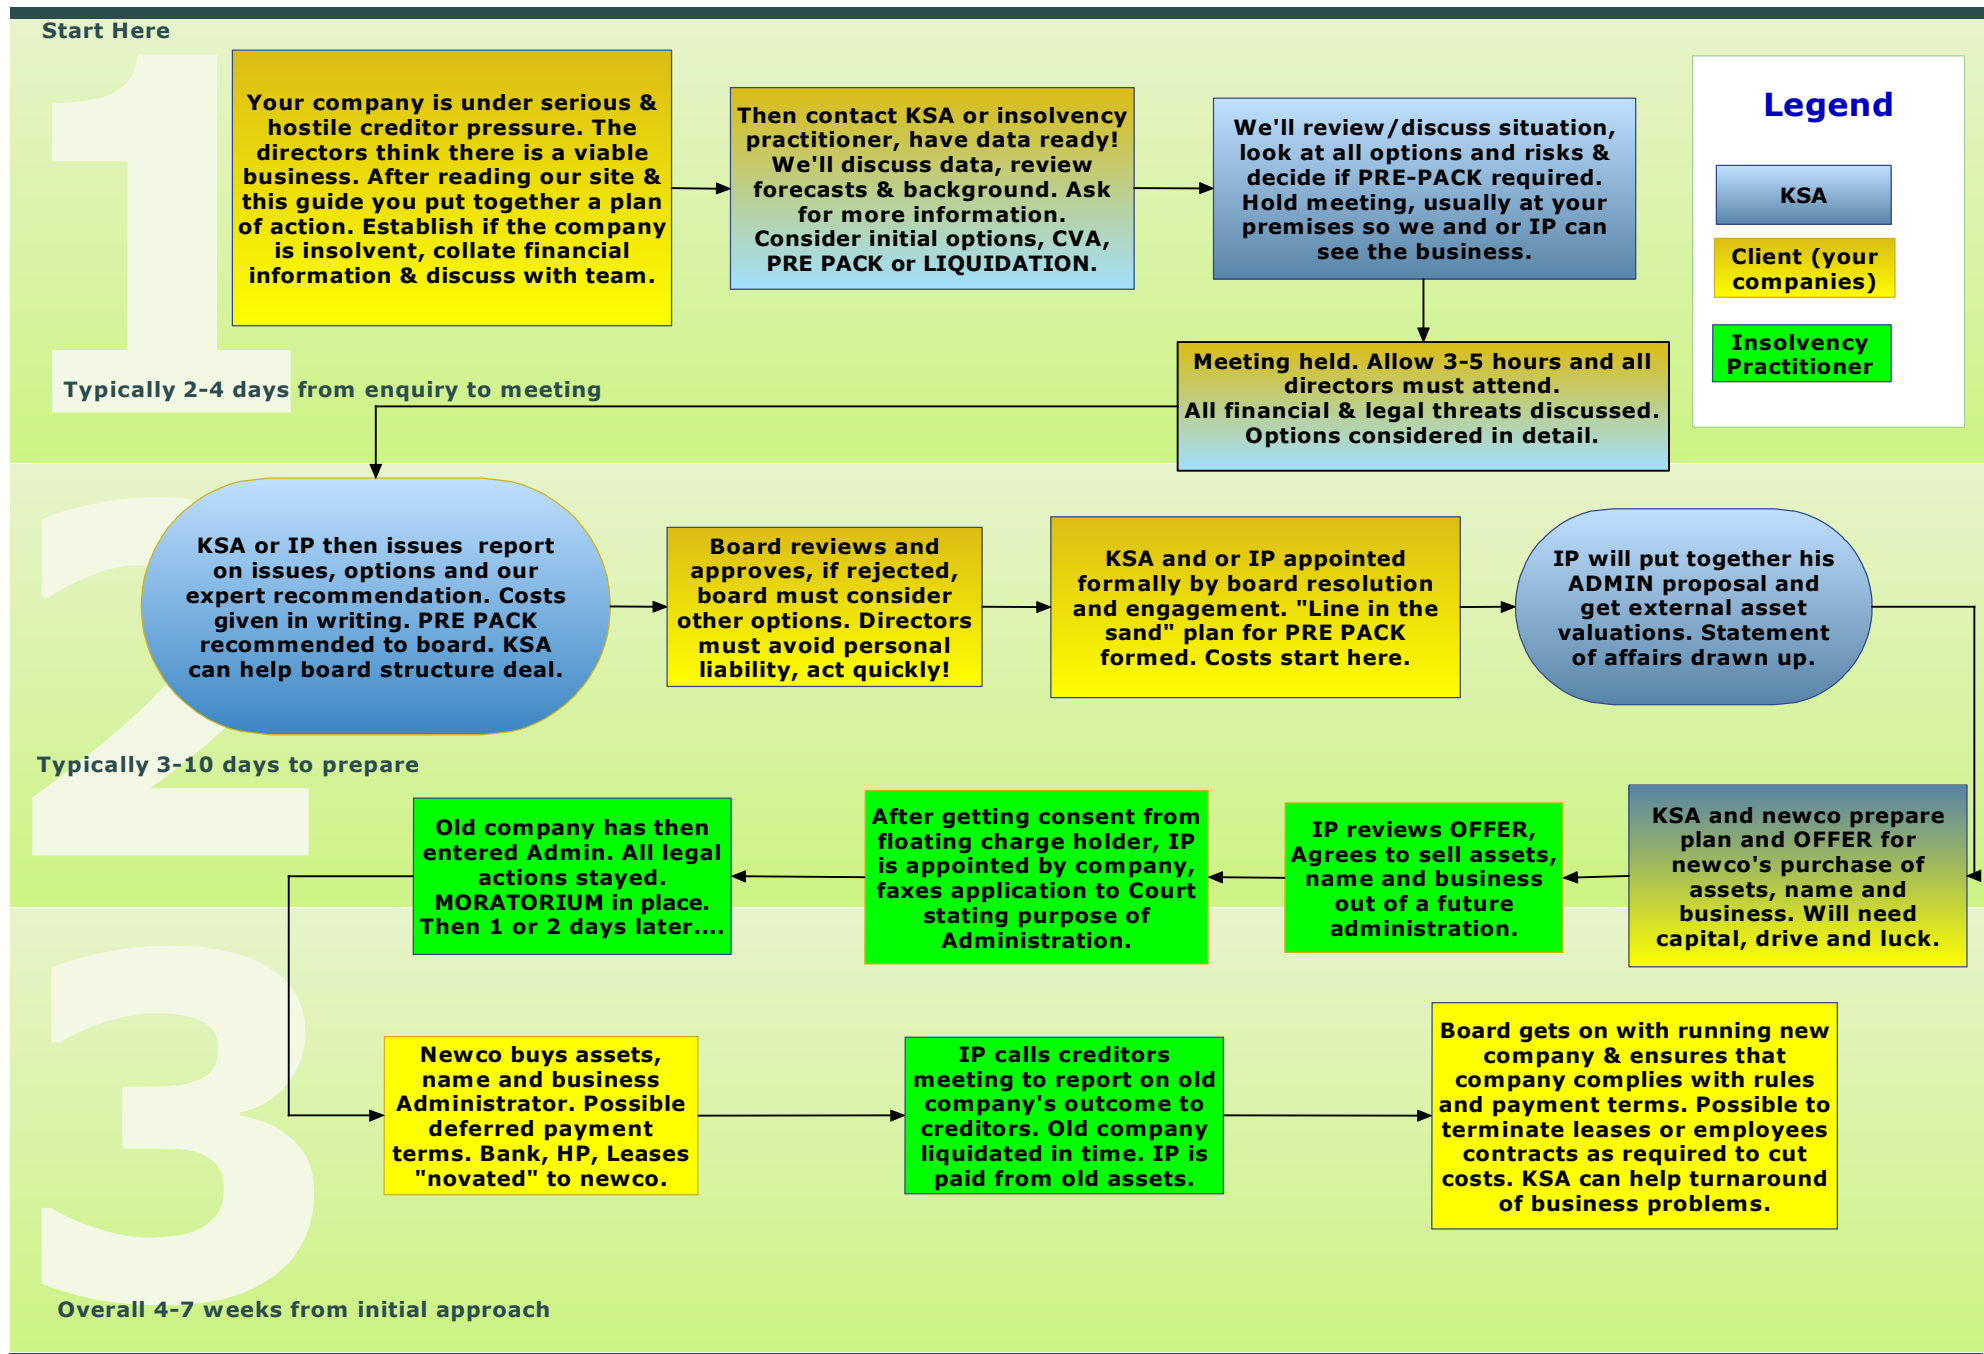 Start Here
1
Your company is under serious &
hostile creditor pressure. The
directors think there is a viable
business. After reading our site &
this guide you put together a plan
of action. Establish if the company
is insolvent, collate financial
information & discuss with team.
Then contact KSA or insolvency
practitioner, have data ready!
We'll discuss data, review
forecasts & background. Ask
for more information.
Consider initial options, CVA,
PRE PACK or LIQUIDATION.
We'll review/discuss situation,
look at all options and risks &
decide if PRE-PACK required.
Hold meeting, usually at your
premises so we and or IP can
see the business.
Legend
KSA
Client (your
companies)
Insolvency
Practitioner
Meeting held. Allow 3-5 hours and all
directors must attend.
All financial & legal threats discussed.
Options considered in detail.
Typically 2-4 days from enquiry to meeting
2
KSA or IP then issues  report
on issues, options and our
expert recommendation. Costs
given in writing. PRE PACK
recommended to board. KSA
can help board structure deal.
Board reviews and
approves, if rejected,
board must consider
other options. Directors
must avoid personal
liability, act quickly!
KSA and or IP appointed
formally by board resolution
and engagement. "Line in the
sand" plan for PRE PACK
formed. Costs start here.
IP will put together his
ADMIN proposal and
get external asset
valuations. Statement
of affairs drawn up.
Typically 3-10 days to prepare
KSA and newco prepare
plan and OFFER for
newco's purchase of
assets, name and
business. Will need
capital, drive and luck.
IP reviews OFFER,
Agrees to sell assets,
name and business
out of a future
administration.
After getting consent from
floating charge holder, IP
is appointed by company,
faxes application to Court
stating purpose of
Administration.
Old company has then
entered Admin. All legal
actions stayed.
MORATORIUM in place.
Then 1 or 2 days later....
3
Newco buys assets,
name and business
Administrator. Possible
deferred payment
terms. Bank, HP, Leases
"novated" to newco.
IP calls creditors
meeting to report on old
company's outcome to
creditors. Old company
liquidated in time. IP is
paid from old assets.
Board gets on with running new
company & ensures that
company complies with rules
and payment terms. Possible to
terminate leases or employees
contracts as required to cut
costs. KSA can help turnaround
of business problems.
Overall 4-7 weeks from initial approach